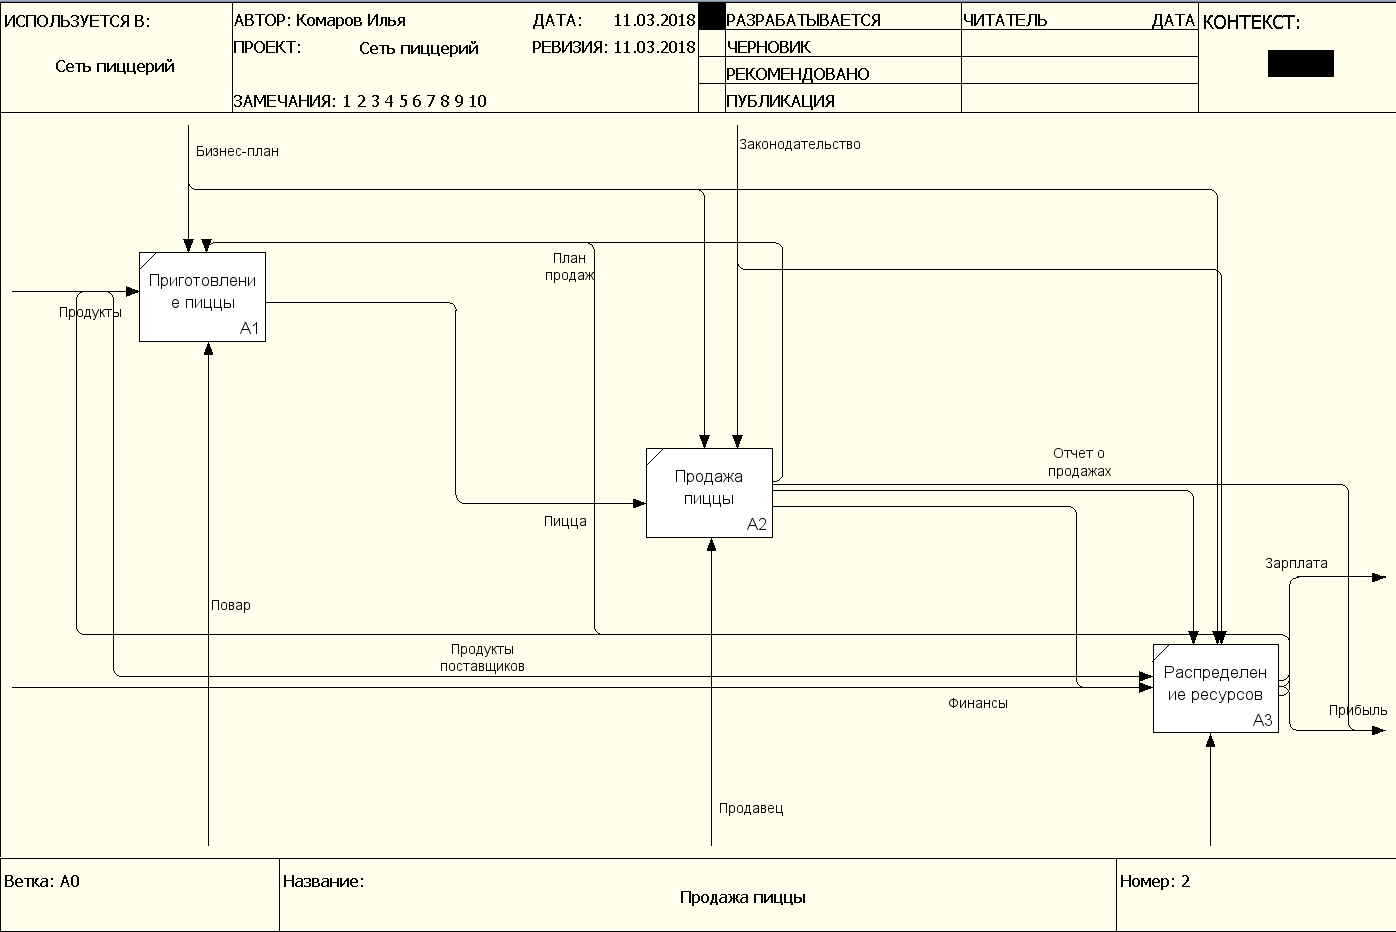 ИСПОЛЬЗУЕТСЯ В:
Сеть пиццерий
АВТОР: Комаров Илья
ДАТА: 11.03.2018
ПРОЕКТ: Сеть пиццерий
РЕВИЗИЯ: 11.03.2018
ЗАМЕЧАНИЯ: 1 2 3 4 5 6 7 8 9 10
РАЗРАБАТЫВАЕТСЯ
ЧЕРНОВИК
РЕКОМЕНДОВАНО
ПУБЛИКАЦИЯ
ЧИТАТЕЛЬ ДАТА
КОНТЕКСТ:
Бизнес-план
Законодательство
План
продаж
Приготовлени
е пиццы
A1
Продукты
Отчет о
продажах
Продажа
пиццы
A2
Пицца
Зарплата
Повар
Продукты
поставщиков
Распределен
ие ресурсов
A3
Финансы
Прибыль
Продавец
Ветка: A0
Название:
Продажа пиццы
Номер: 2